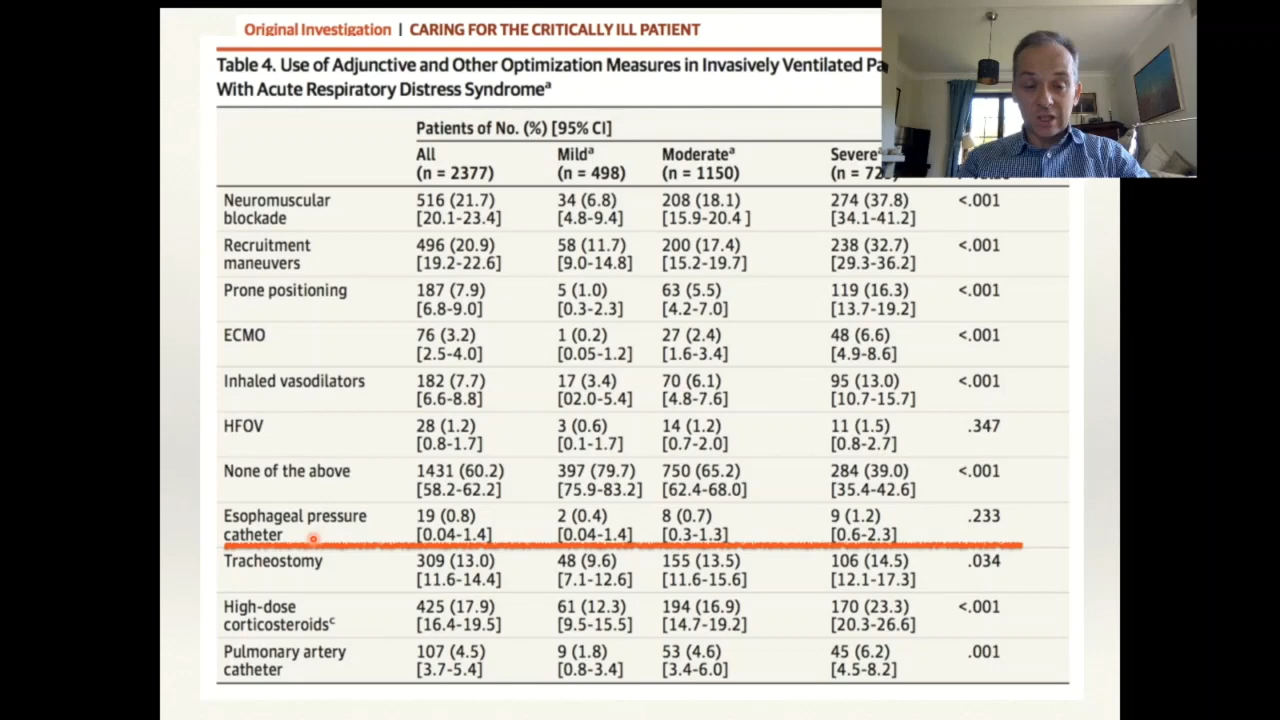 Original Investigation | CARING FOR THE CRITICALLY ILL PATIENT
Table 4. Use of Adjunctive and Other Optimization Measures in Invasively Ventilated
With Acute Respiratory Distress Syndromeᵃ
Patients of No. (%) [95% CI]
All Mildᵃ Moderateᵃ Severeᵃ
(n = 2377) (n = 498) (n = 1150) (n =
Neuromuscular 516 (21.7) 34 (6.8) 208 (18.1) 274 (37.8) <.001
blockade [20.1-23.4] [4.8-9.4] [15.9-20.4 ] [34.1-41.2]
Recruitment 496 (20.9) 58 (11.7) 200 (17.4) 238 (32.7) <.001
maneuvers [19.2-22.6] [9.0-14.8] [15.2-19.7] [29.3-36.2]
Prone positioning 187 (7.9) 5 (1.0) 63 (5.5) 119 (16.3) <.001
[6.8-9.0] [0.3-2.3] [4.2-7.0] [13.7-19.2]
ECMO 76 (3.2) 1 (0.2) 27 (2.4) 48 (6.6) <.001
[2.5-4.0] [0.05-1.2] [1.6-3.4] [4.9-8.6]
Inhaled vasodilators 182 (7.7) 17 (3.4) 70 (6.1) 95 (13.0) <.001
[6.6-8.8] [02.0-5.4] [4.8-7.6] [10.7-15.7]
HFOV 28 (1.2) 3 (0.6) 14 (1.2) 11 (1.5) .347
[0.8-1.7] [0.1-1.7] [0.7-2.0] [0.8-2.7]
None of the above 1431 (60.2) 397 (79.7) 750 (65.2) 284 (39.0) <.001
[58.2-62.2] [75.9-83.2] [62.4-68.0] [35.4-42.6]
Esophageal pressure 19 (0.8) 2 (0.4) 8 (0.7) 9 (1.2) .233
catheter [0.04-1.4] [0.04-1.4] [0.3-1.3] [0.6-2.3]
Tracheostomy 309 (13.0) 48 (9.6) 155 (13.5) 106 (14.5) .034
[11.6-14.4] [7.1-12.6] [11.6-15.6] [12.1-17.3]
High-dose 425 (17.9) 61 (12.3) 194 (16.9) 170 (23.3) <.001
corticosteroidsᶜ [16.4-19.5] [9.5-15.5] [14.7-19.2] [20.3-26.6]
Pulmonary artery 107 (4.5) 9 (1.8) 53 (4.6) 45 (6.2) .001
catheter [3.7-5.4] [0.8-3.4] [3.4-6.0] [4.5-8.2]